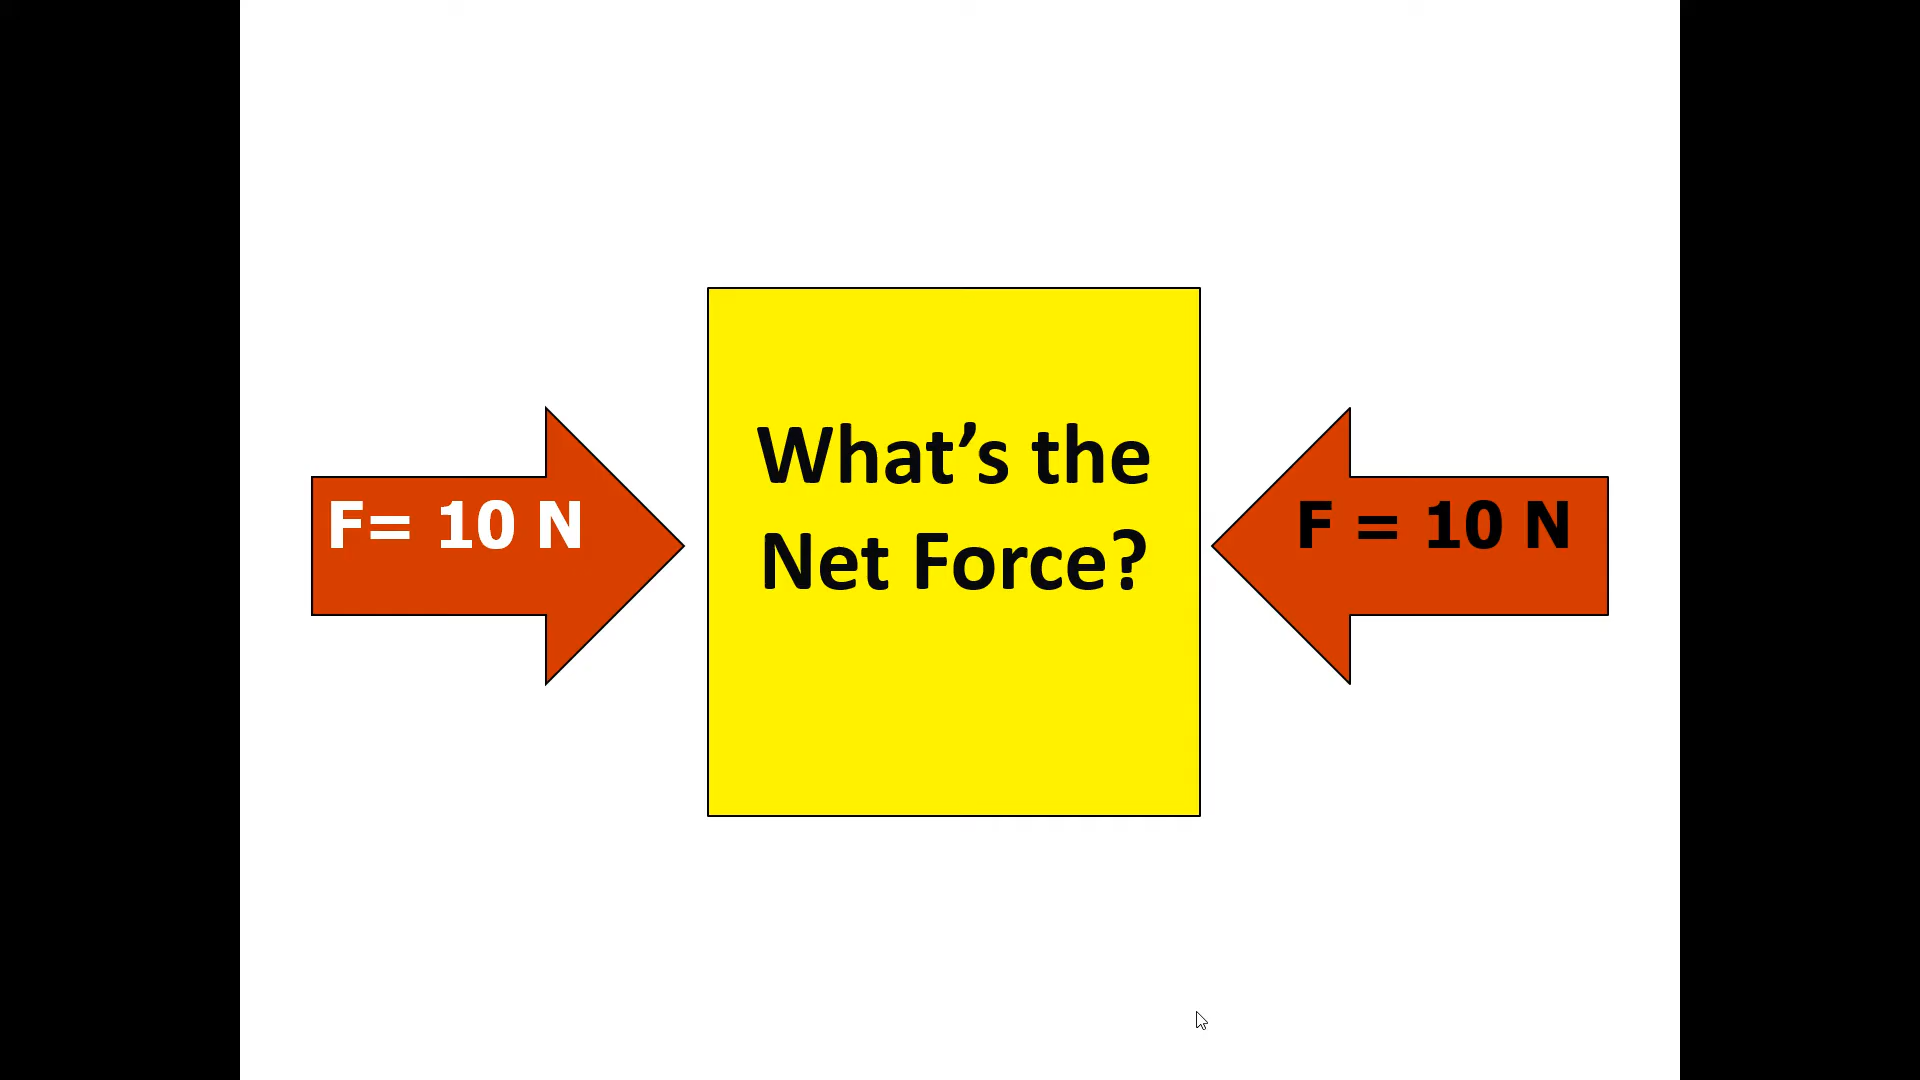 F= 10 N
What’s the
Net Force?
F = 10 N